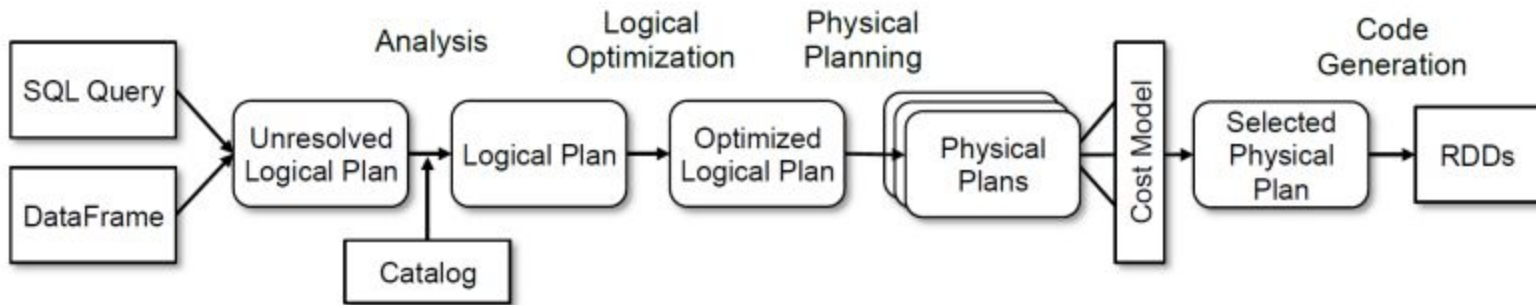 Analysis
Logical
Optimization
Physical
Planning
Code
Generation
SQL Query
DataFrame
Unresolved
Logical Plan
Catalog
Logical Plan
Optimized
Logical Plan
Physical
Plans
Cost Model
Selected
Physical
Plan
RDDs